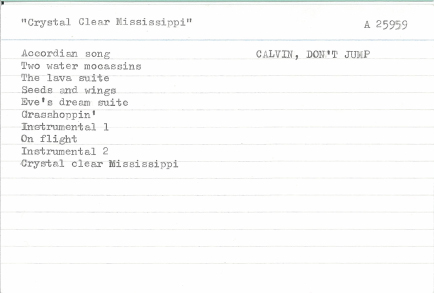 "Crystal Clear Mississippi"
A 25959
Accordian song
CALVIN, DON'T JUMP
Two water mocassins
The lava suite
Seeds and wings
Eve's dream suite
Grasshoppin'
Instrumental 1
On flight
Instrumental 2
Crystal clear Mississippi